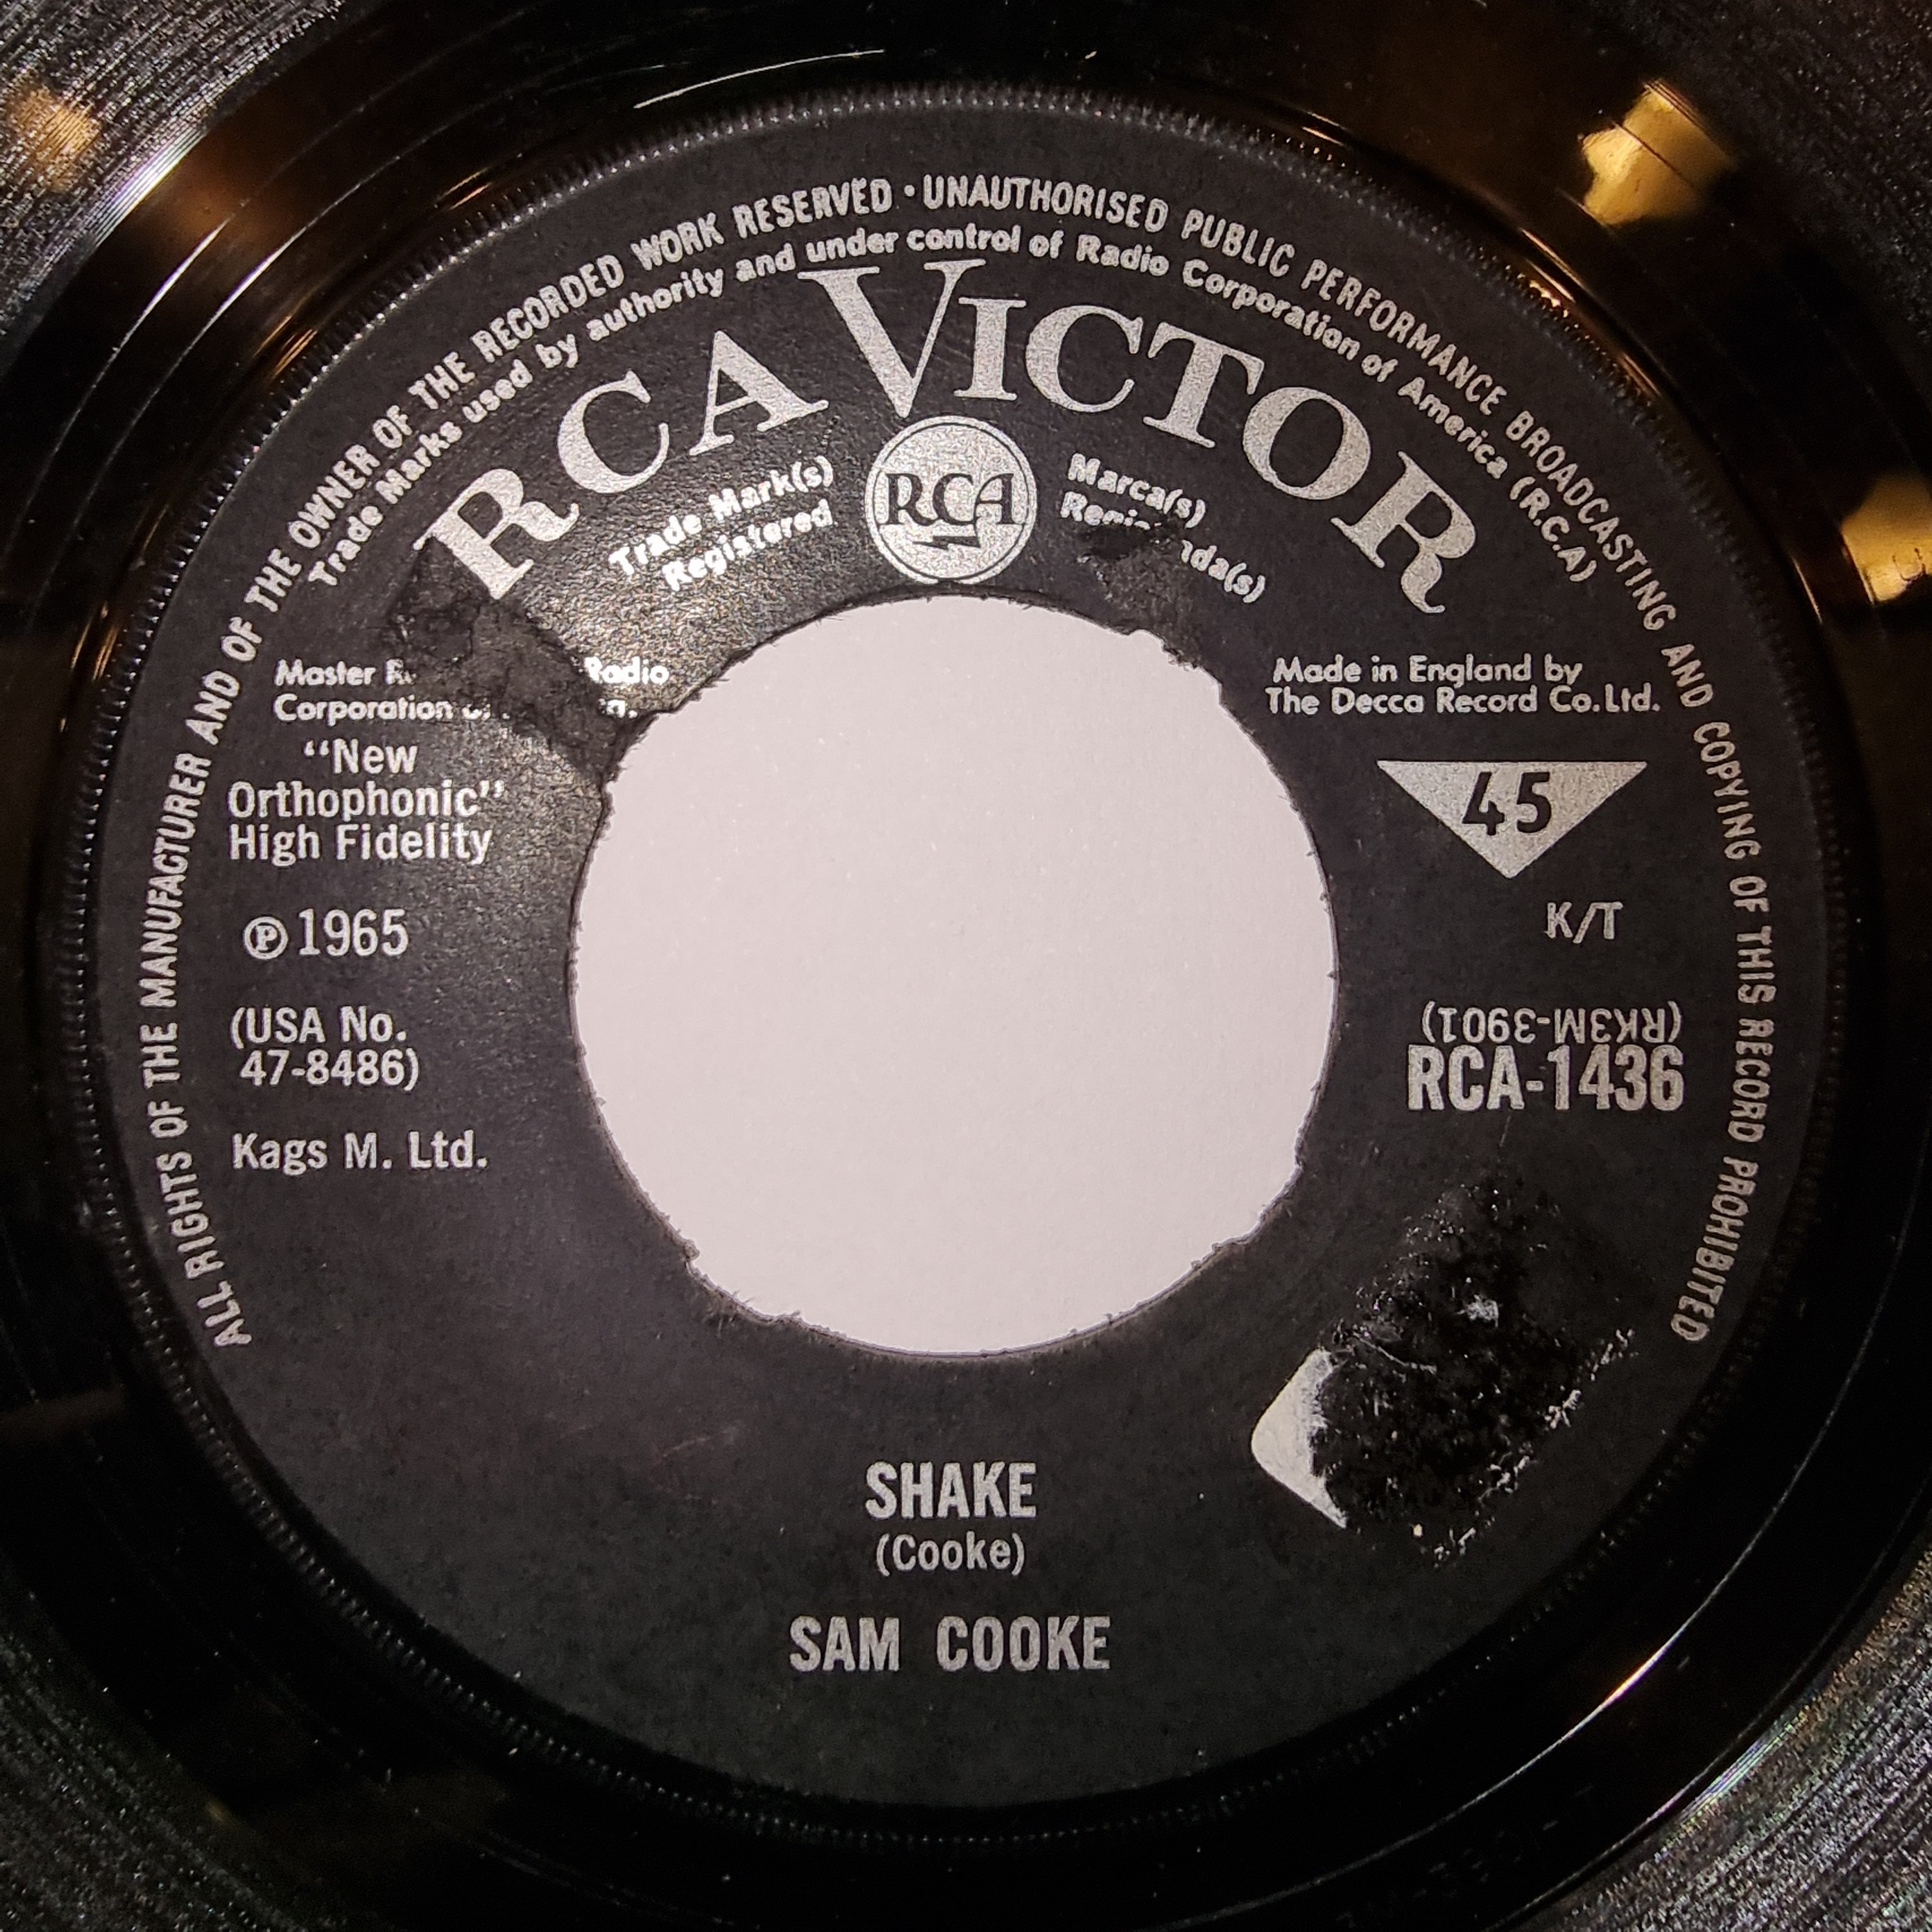 ALL RIGHTS OF THE MANUFACTURER AND OF THE OWNER OF THE RECORDED WORK RESERVED · UNAUTHORISED PUBLIC PERFORMANCE BROADCASTING AND COPYING OF THIS RECORD PROHIBITED
Trade Marks used by authority and under control of Radio Corporation of America (R.C.A)
RCA VICTOR
RCA
Trade Mark(s)
Registered
Marca(s)
Master
Radio
Corporation
Made in England by
The Decca Record Co. Ltd.
"New
Orthophonic"
High Fidelity
45
K/T
℗ 1965
(USA No.
47-8486)
(RK3M-3901)
RCA-1436
Kags M. Ltd.
SHAKE
(Cooke)
SAM COOKE